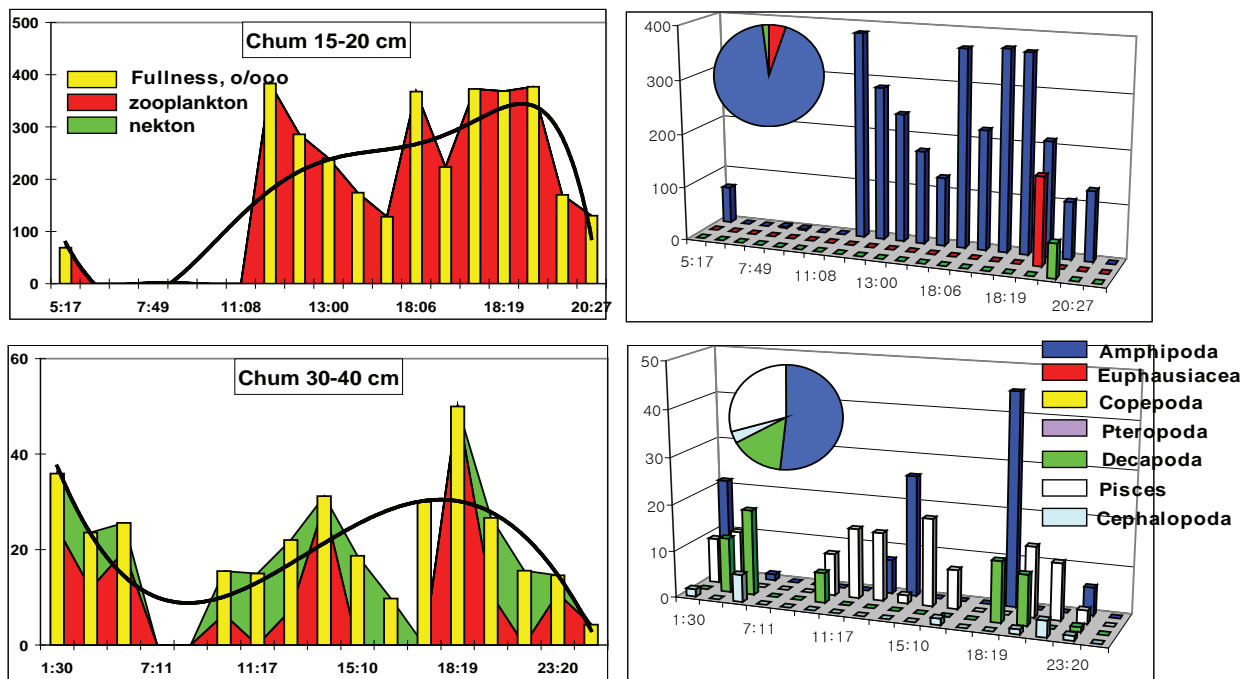 500
400
300
200
100
0
Chum 15-20 cm
Fullness, o/ooo
zooplankton
nekton
5:17 7:49 11:08 13:00 18:06 18:19 20:27
400
300
200
100
0
5:17 7:49 11:08 13:00 18:06 18:19 20:27
60
40
20
0
Chum 30-40 cm
1:30 7:11 11:17 15:10 18:19 23:20
50
40
30
20
10
0
1:30 7:11 11:17 15:10 18:19 23:20
Amphipoda
Euphausiacea
Copepoda
Pteropoda
Decapoda
Pisces
Cephalopoda